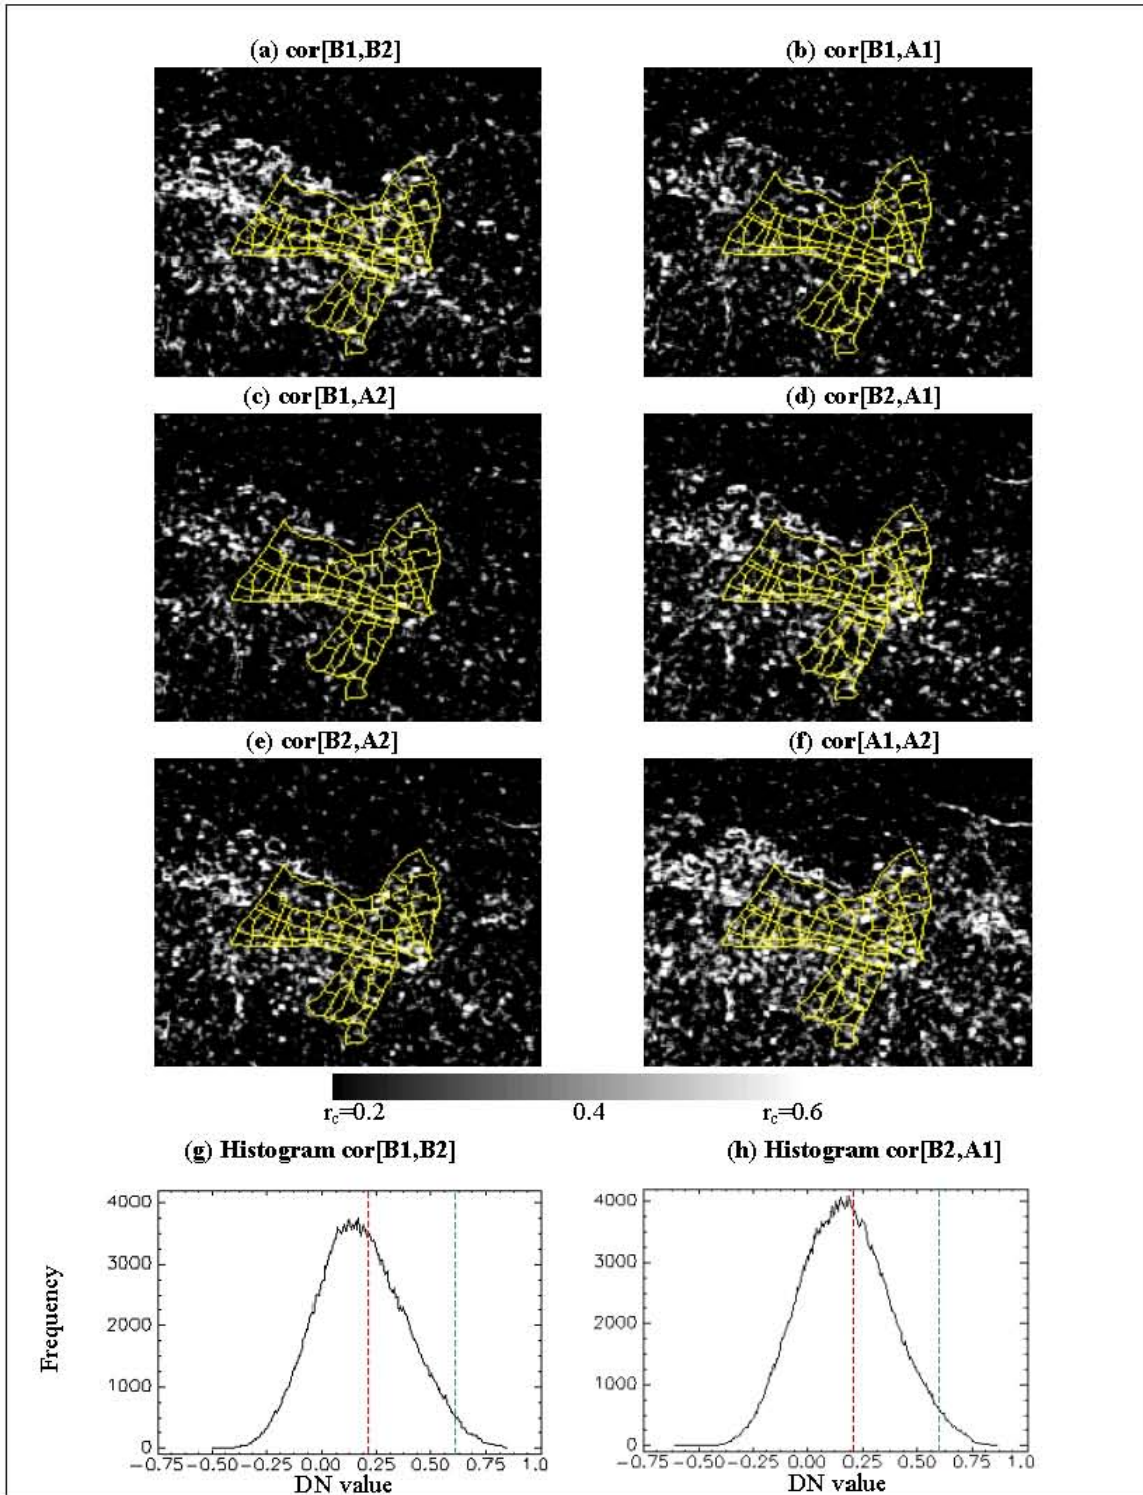 (a) cor[B1,B2]
(b) cor[B1,A1]
(c) cor[B1,A2]
(d) cor[B2,A1]
(e) cor[B2,A2]
(f) cor[A1,A2]
r_c=0.2 0.4 r_c=0.6
(g) Histogram cor[B1,B2]
(h) Histogram cor[B2,A1]
Frequency
4000
3000
2000
1000
0
-0.75 -0.50 -0.25 0.00 0.25 0.50 0.75 1.0
DN value
4000
3000
2000
1000
0
-0.75 -0.50 -0.25 0.00 0.25 0.50 0.75 1.0
DN value